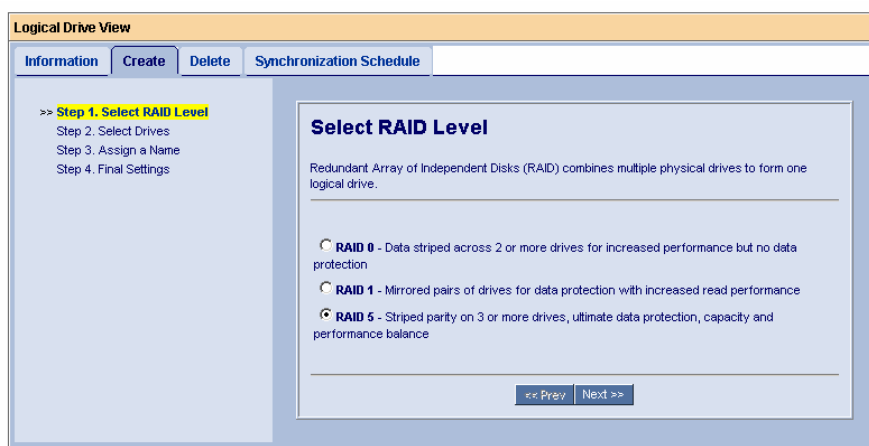 Logical Drive View
Information Create Delete Synchronization Schedule
>> Step 1. Select RAID Level
Step 2. Select Drives
Step 3. Assign a Name
Step 4. Final Settings
Select RAID Level
Redundant Array of Independent Disks (RAID) combines multiple physical drives to form one
logical drive.
RAID 0 - Data striped across 2 or more drives for increased performance but no data
protection
RAID 1 - Mirrored pairs of drives for data protection with increased read performance
RAID 5 - Striped parity on 3 or more drives, ultimate data protection, capacity and
performance balance
<< Prev Next >>